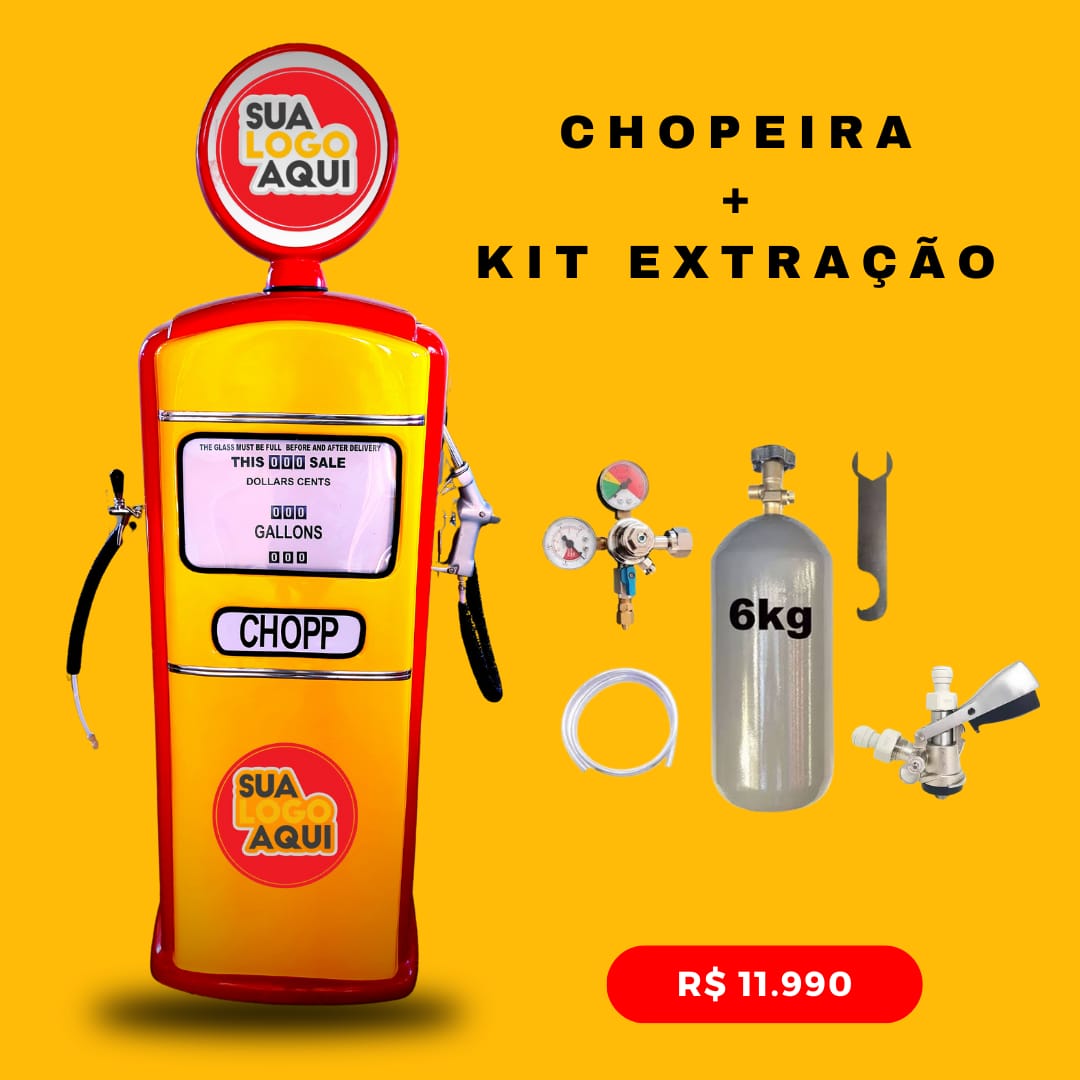 SUA
LOGO
AQUI
CHOPEIRA
+
KIT EXTRAÇÃO
THE GLASS MUST BE FULL BEFORE AND AFTER DELIVERY
THIS 000 SALE
DOLLARS CENTS
000
GALLONS
000
CHOPP
6kg
SUA
LOGO
AQUI
R$ 11.990